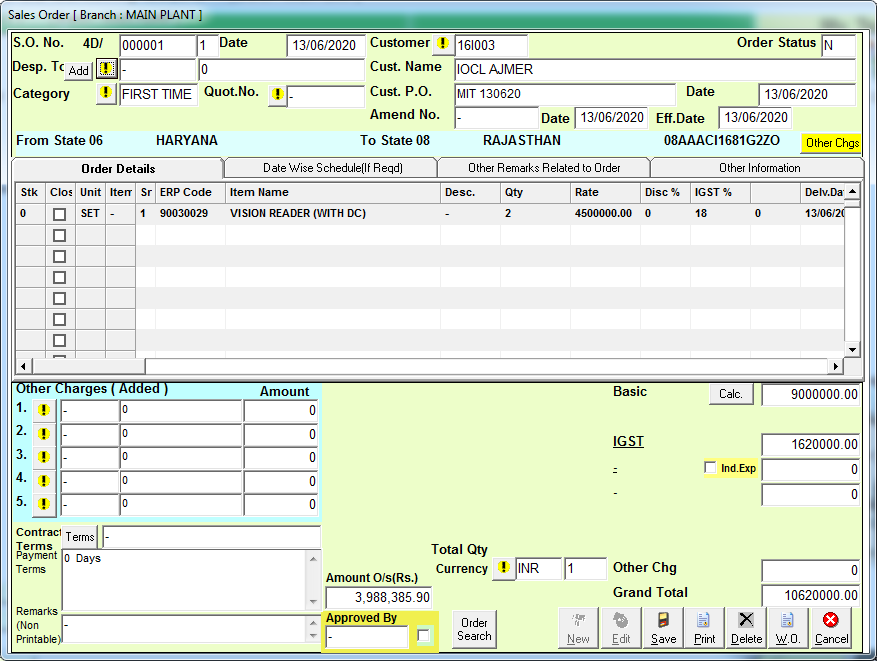 Sales Order [ Branch : MAIN PLANT ]
S.O. No. 4D/ 000001 1 Date 13/06/2020 Customer ! 16I003 Order Status N
Desp. To Add ! - 0 Cust. Name IOCL AJMER
Category ! FIRST TIME Quot.No. ! - Cust. P.O. MIT 130620 Date 13/06/2020
Amend No. - Date 13/06/2020 Eff.Date 13/06/2020
From State 06 HARYANA To State 08 RAJASTHAN 08AAACI1681G2ZO Other Chgs
Order Details Date Wise Schedule(If Reqd) Other Remarks Related to Order Other Information
Stk Clos Unit Item Sr ERP Code Item Name Desc. Qty Rate Disc % IGST % Delv.Da
0 SET - 1 90030029 VISION READER (WITH DC) - 2 4500000.00 0 18 0 13/06/20
Other Charges ( Added ) Amount Basic Calc. 9000000.00
1. ! - 0 0
2. ! - 0 0 IGST 1620000.00
3. ! - 0 0 - Ind.Exp 0
4. ! - 0 0 - 0
5. ! - 0 0
Contract Terms Terms -
Payment Terms 0 Days
Total Qty
Currency ! INR 1 Other Chg 0
Amount O/s(Rs.) Grand Total 10620000.00
3,988,385.90
Remarks (Non Printable) -
Approved By
-
Order Search New Edit Save Print Delete W.O. Cancel